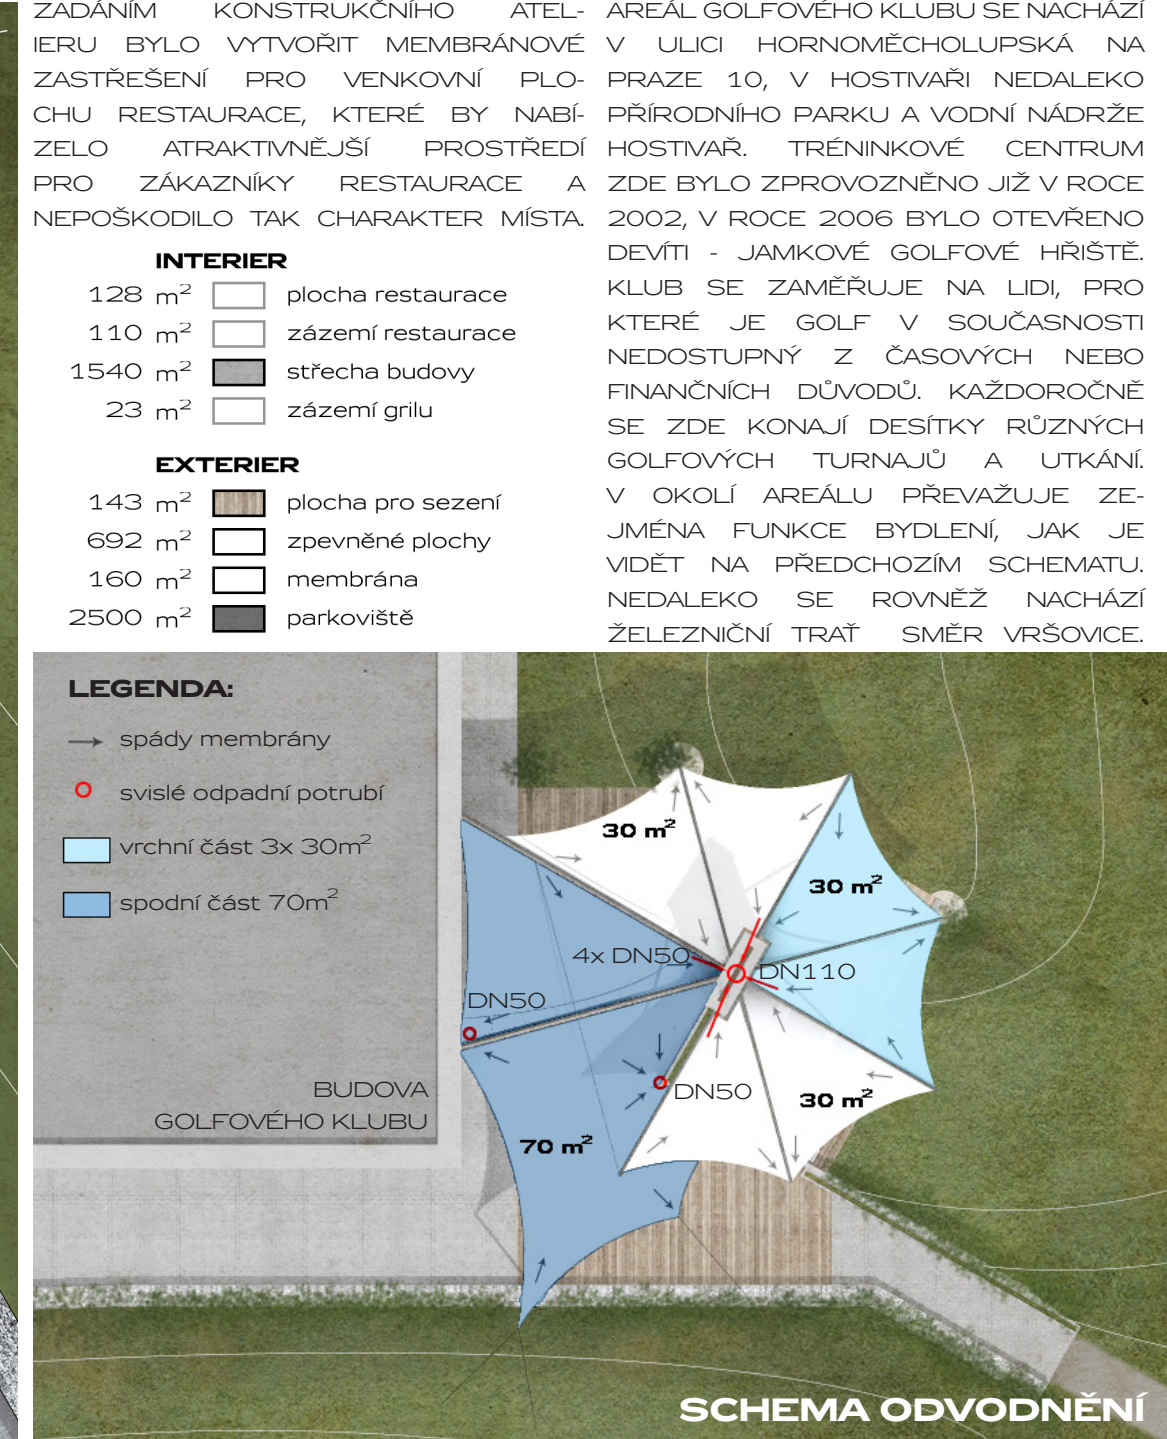 ZADÁNÍM KONSTRUKČNÍHO ATEL-
IERU BYLO VYTVOŘIT MEMBRÁNOVÉ
ZASTŘEŠENÍ PRO VENKOVNÍ PLO-
CHU RESTAURACE, KTERÉ BY NABÍ-
ZELO ATRAKTIVNĚJŠÍ PROSTŘEDÍ
PRO ZÁKAZNÍKY RESTAURACE A
NEPOŠKODILO TAK CHARAKTER MÍSTA.
INTERIER
128 m² plocha restaurace
110 m² zázemí restaurace
1540 m² střecha budovy
23 m² zázemí grilu
EXTERIER
143 m² plocha pro sezení
692 m² zpevněné plochy
160 m² membrána
2500 m² parkoviště
AREÁL GOLFOVÉHO KLUBU SE NACHÁZÍ
V ULICI HORNOMĚCHOLUPSKÁ NA
PRAZE 10, V HOSTIVAŘI NEDALEKO
PŘÍRODNÍHO PARKU A VODNÍ NÁDRŽE
HOSTIVAŘ. TRÉNINKOVÉ CENTRUM
ZDE BYLO ZPROVOZNĚNO JIŽ V ROCE
2002, V ROCE 2006 BYLO OTEVŘENO
DEVÍTI - JAMKOVÉ GOLFOVÉ HŘIŠTĚ.
KLUB SE ZAMĚŘUJE NA LIDI, PRO
KTERÉ JE GOLF V SOUČASNOSTI
NEDOSTUPNÝ Z ČASOVÝCH NEBO
FINANČNÍCH DŮVODŮ. KAŽDOROČNĚ
SE ZDE KONAJÍ DESÍTKY RŮZNÝCH
GOLFOVÝCH TURNAJŮ A UTKÁNÍ.
V OKOLÍ AREÁLU PŘEVAŽUJE ZE-
JMÉNA FUNKCE BYDLENÍ, JAK JE
VIDĚT NA PŘEDCHOZÍM SCHEMATU.
NEDALEKO SE ROVNĚŽ NACHÁZÍ
ŽELEZNIČNÍ TRAŤ SMĚR VRŠOVICE.
LEGENDA:
spády membrány
svislé odpadní potrubí
vrchní část 3x 30m²
spodní část 70m²
30 m²
30 m²
4x DN50
DN110
DN50
DN50
30 m²
70 m²
BUDOVA
GOLFOVÉHO KLUBU
SCHEMA ODVODNĚNÍ